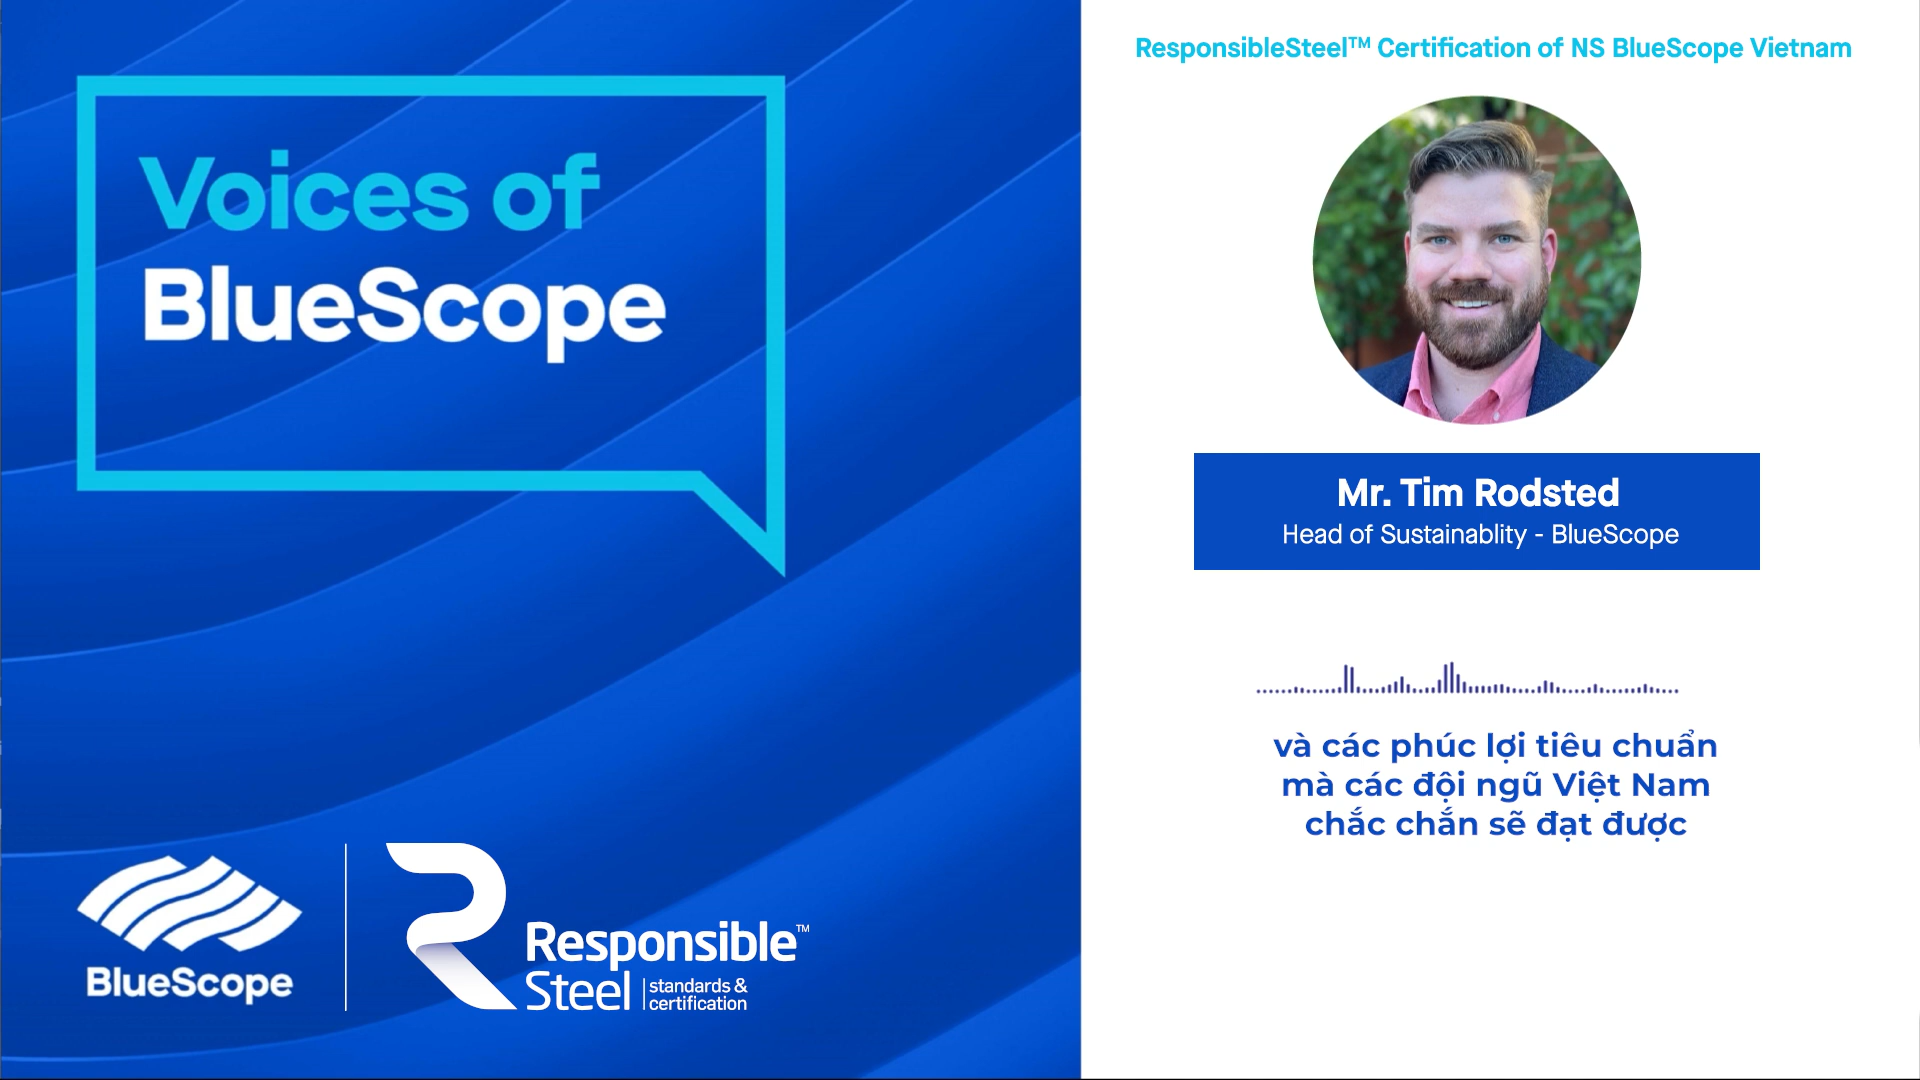 Voices of
BlueScope
BlueScope
Responsible™
Steel
standards &
certification
ResponsibleSteel™ Certification of NS BlueScope Vietnam
Mr. Tim Rodsted
Head of Sustainablity - BlueScope
và các phúc lợi tiêu chuẩn
mà các đội ngũ Việt Nam
chắc chắn sẽ đạt được